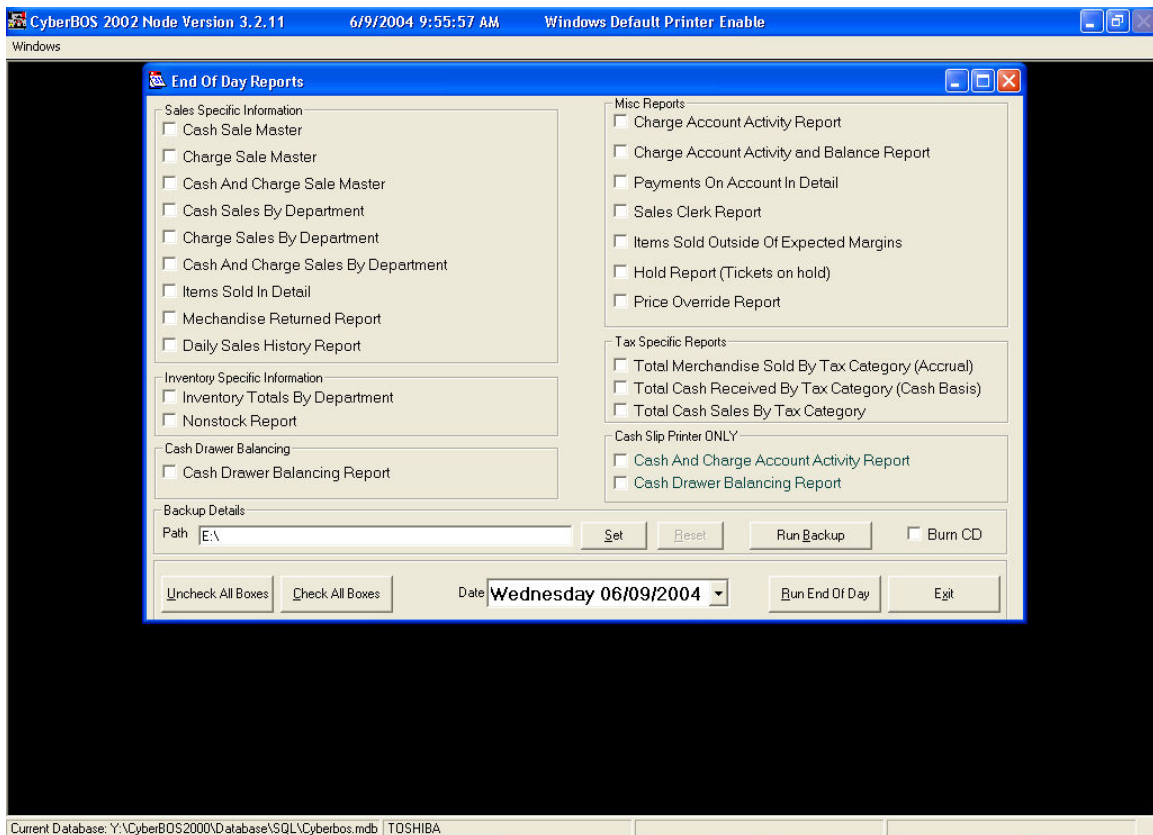 CyberBOS 2002 Node Version 3.2.11 6/9/2004 9:55:57 AM Windows Default Printer Enable
Windows
End Of Day Reports
Sales Specific Information
Cash Sale Master
Charge Sale Master
Cash And Charge Sale Master
Cash Sales By Department
Charge Sales By Department
Cash And Charge Sales By Department
Items Sold In Detail
Mechandise Returned Report
Daily Sales History Report
Inventory Specific Information
Inventory Totals By Department
Nonstock Report
Cash Drawer Balancing
Cash Drawer Balancing Report
Misc Reports
Charge Account Activity Report
Charge Account Activity and Balance Report
Payments On Account In Detail
Sales Clerk Report
Items Sold Outside Of Expected Margins
Hold Report (Tickets on hold)
Price Override Report
Tax Specific Reports
Total Merchandise Sold By Tax Category (Accrual)
Total Cash Received By Tax Category (Cash Basis)
Total Cash Sales By Tax Category
Cash Slip Printer ONLY
Cash And Charge Account Activity Report
Cash Drawer Balancing Report
Backup Details
Path E:\ Set Reset Run Backup Burn CD
Uncheck All Boxes Check All Boxes Date Wednesday 06/09/2004 Run End Of Day Exit
Current Database: Y:\CyberBOS2000\Database\SQL\Cyberbos.mdb TOSHIBA